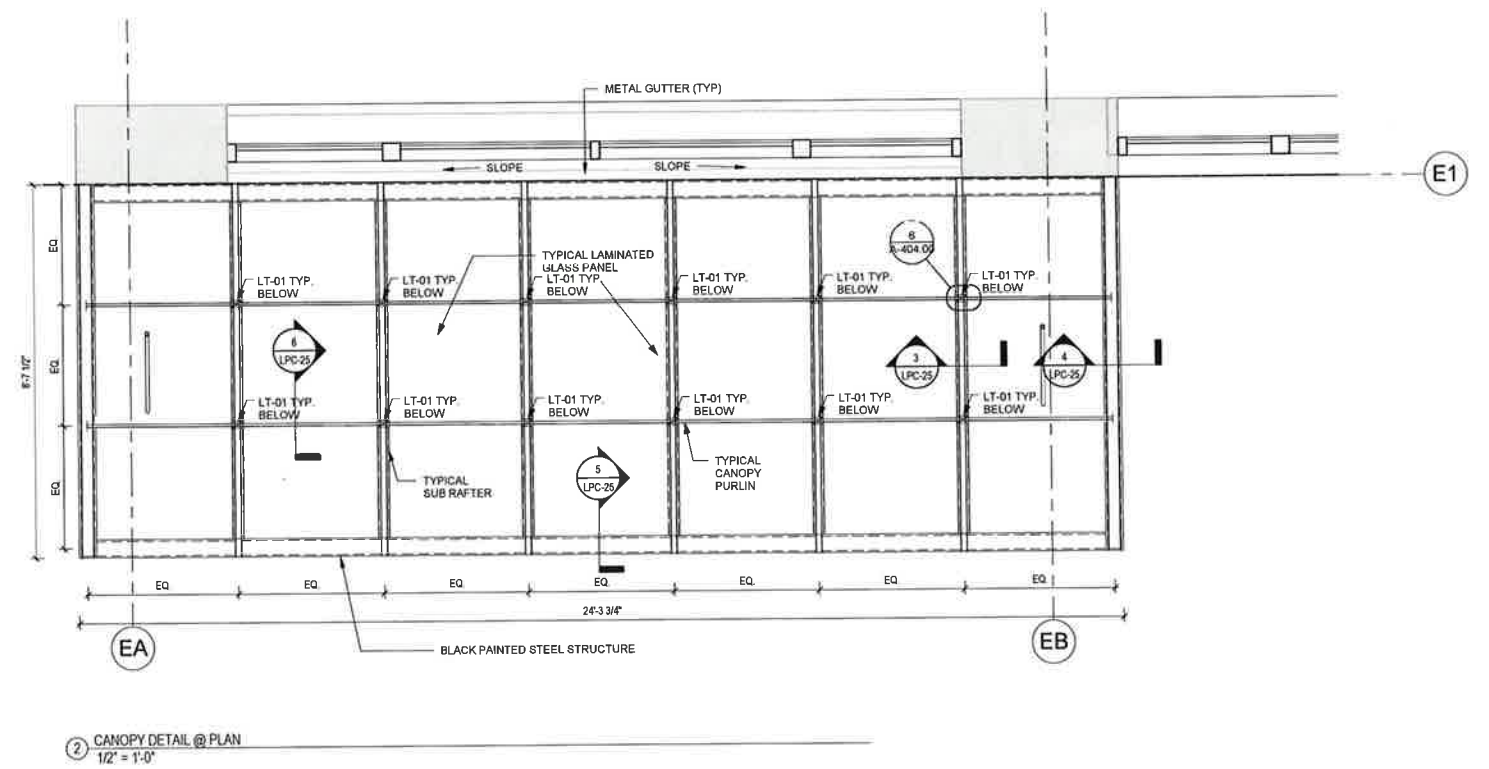 METAL GUTTER (TYP)
SLOPE
SLOPE
E1
6
A-404.00
TYPICAL LAMINATED
GLASS PANEL
LT-01 TYP.
BELOW
LT-01 TYP.
BELOW
LT-01 TYP.
BELOW
LT-01 TYP.
BELOW
LT-01 TYP.
BELOW
LT-01 TYP.
BELOW
EQ.
EQ.
EQ.
8'-7 1/2"
6
LPC-25
3
LPC-25
4
LPC-25
LT-01 TYP.
BELOW
LT-01 TYP.
BELOW
LT-01 TYP.
BELOW
LT-01 TYP.
BELOW
LT-01 TYP.
BELOW
LT-01 TYP.
BELOW
TYPICAL
SUB RAFTER
5
LPC-25
TYPICAL
CANOPY
PURLIN
EQ.
EQ.
EQ.
EQ.
EQ.
EQ.
EQ.
24'-3 3/4"
EA
EB
BLACK PAINTED STEEL STRUCTURE
2
CANOPY DETAIL @ PLAN
1/2" = 1'-0"